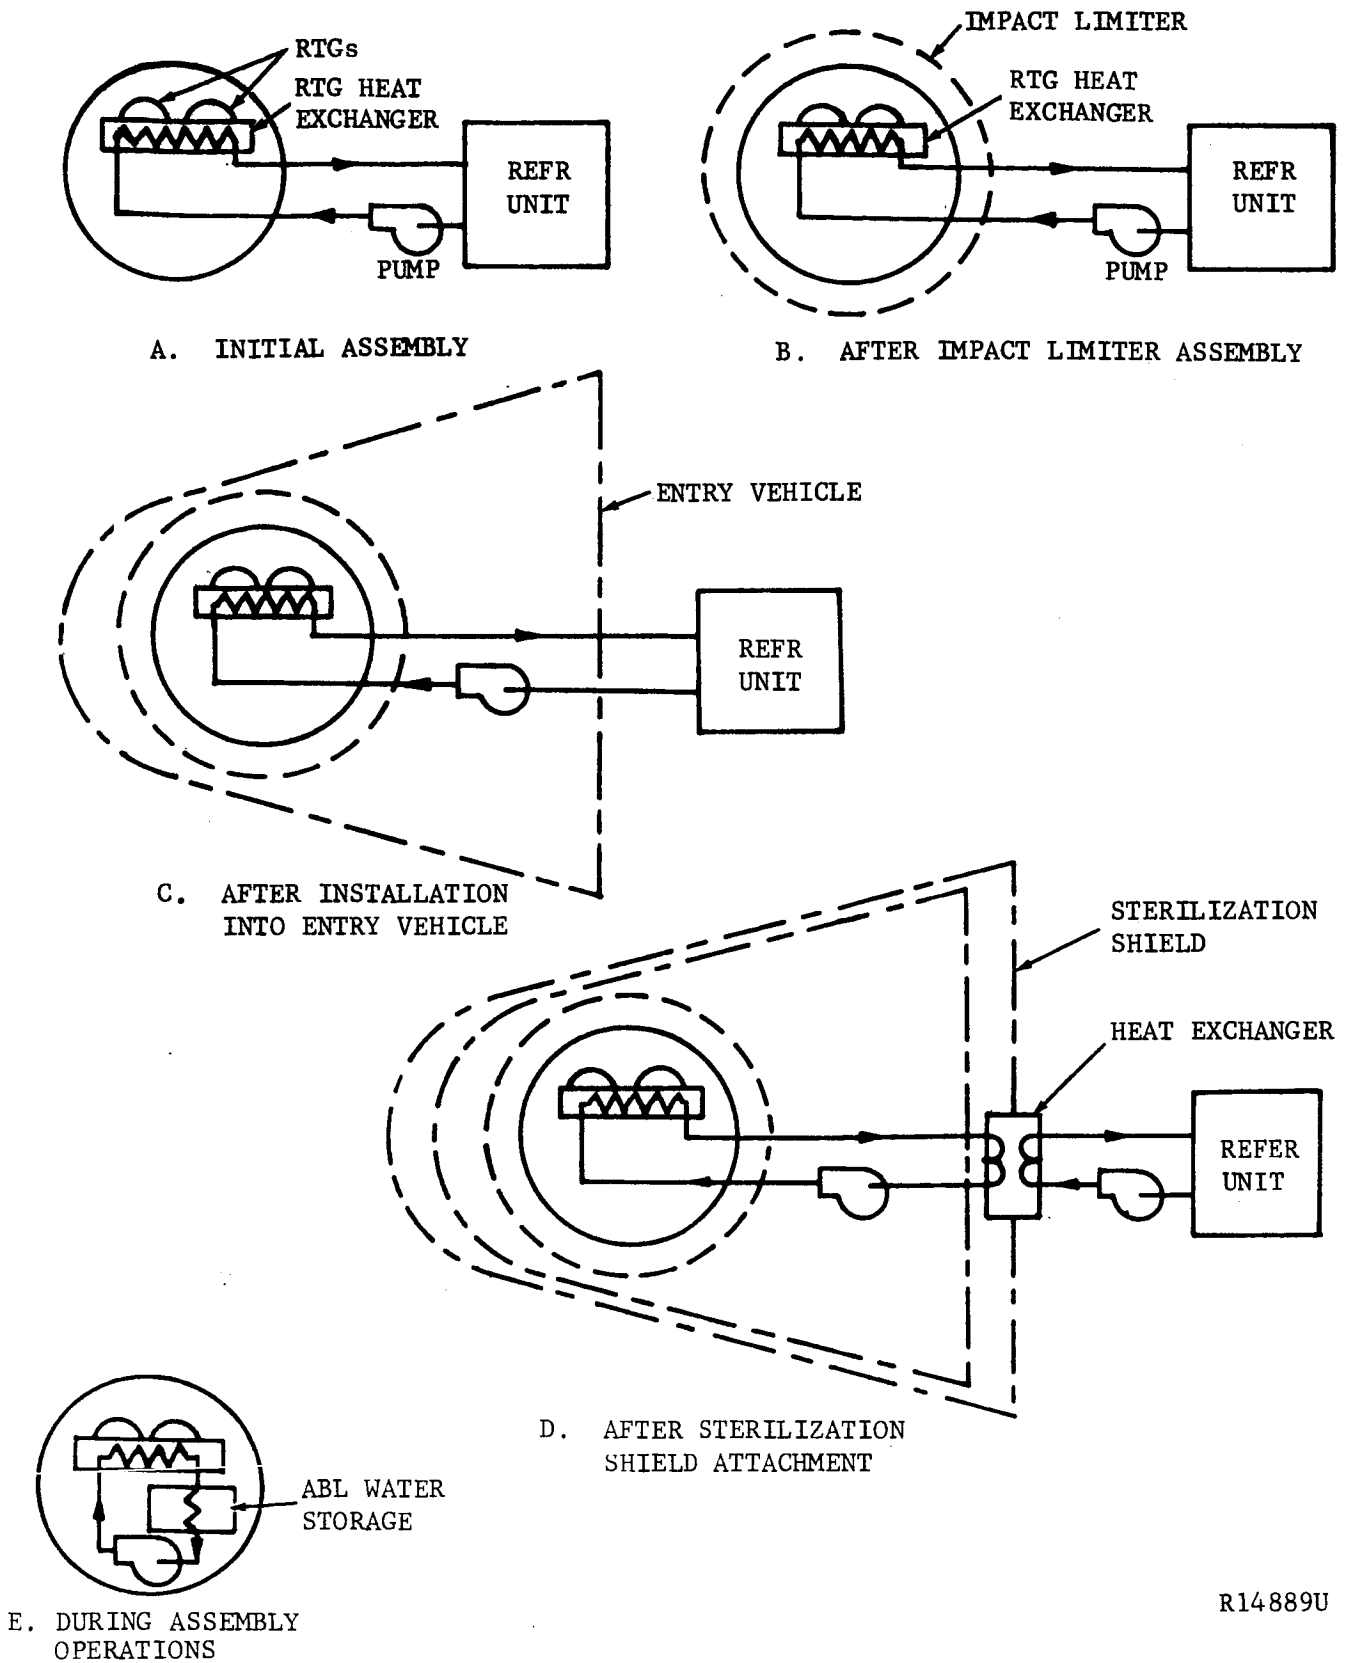 RTGs
RTG HEAT
EXCHANGER
REFR
UNIT
PUMP
A. INITIAL ASSEMBLY
IMPACT LIMITER
RTG HEAT
EXCHANGER
REFR
UNIT
PUMP
B. AFTER IMPACT LIMITER ASSEMBLY
ENTRY VEHICLE
REFR
UNIT
C. AFTER INSTALLATION
INTO ENTRY VEHICLE
STERILIZATION
SHIELD
HEAT EXCHANGER
REFER
UNIT
D. AFTER STERILIZATION
SHIELD ATTACHMENT
ABL WATER
STORAGE
E. DURING ASSEMBLY
OPERATIONS
R14889U